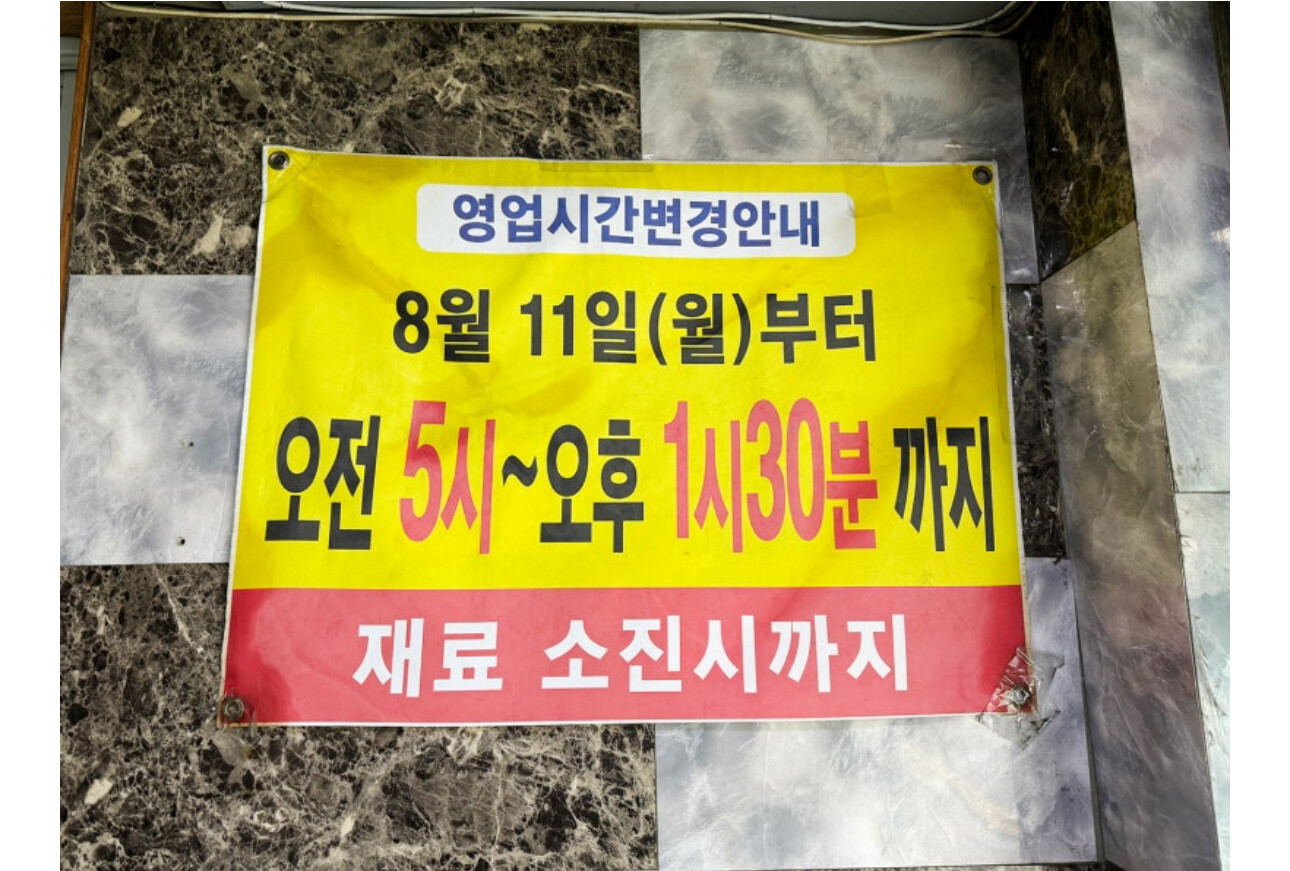 영업시간변경안내
8월 11일(월)부터
오전 5시~오후 1시30분 까지
재료 소진시까지